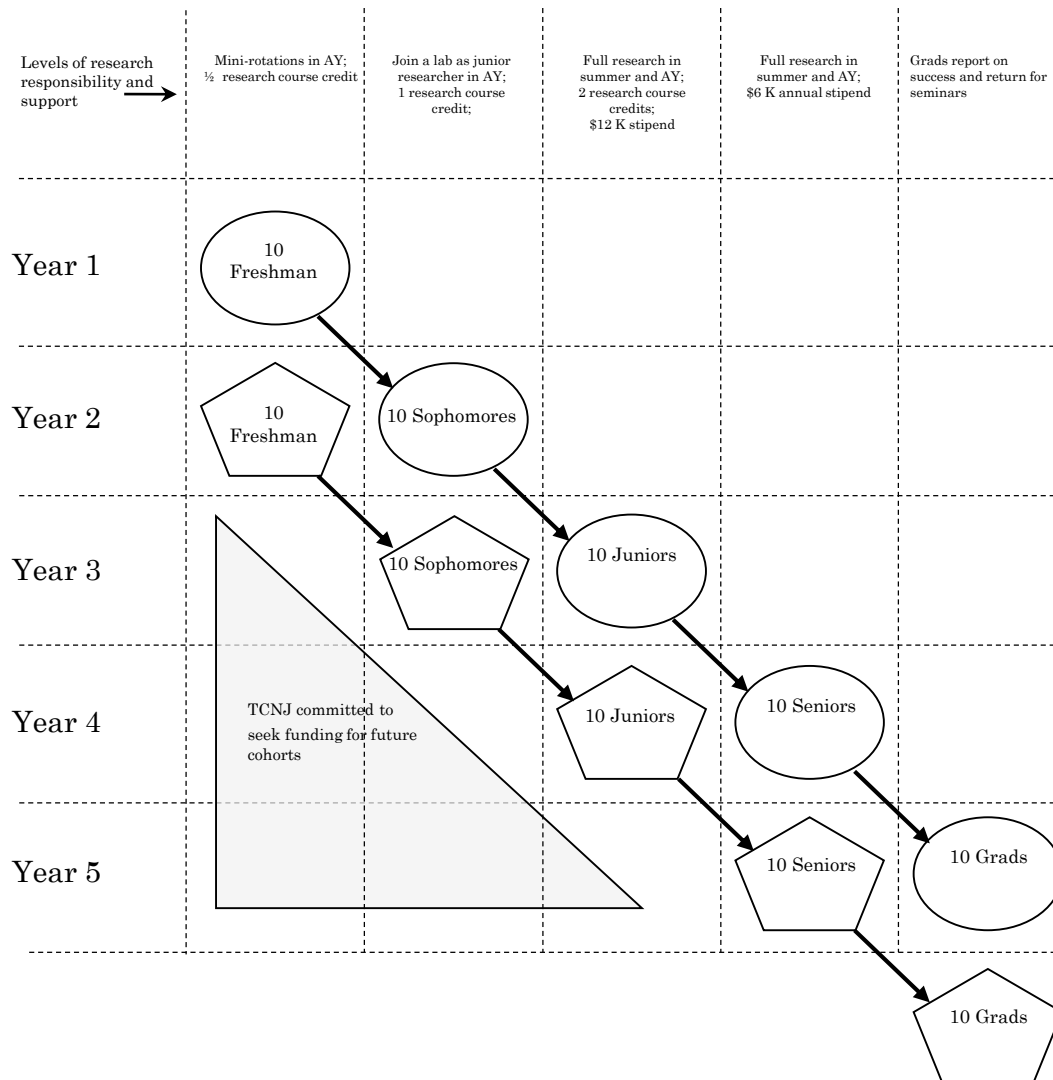 Levels of research
responsibility and
support
Mini-rotations in AY;
½ research course credit
Join a lab as junior
researcher in AY;
1 research course
credit;
Full research in
summer and AY;
2 research course
credits;
$12 K stipend
Full research in
summer and AY;
$6 K annual stipend
Grads report on
success and return for
seminars
Year 1
10
Freshman
Year 2
10
Freshman
10 Sophomores
Year 3
10 Sophomores
10 Juniors
Year 4
TCNJ committed to
seek funding for future
cohorts
10 Juniors
10 Seniors
Year 5
10 Seniors
10 Grads
10 Grads